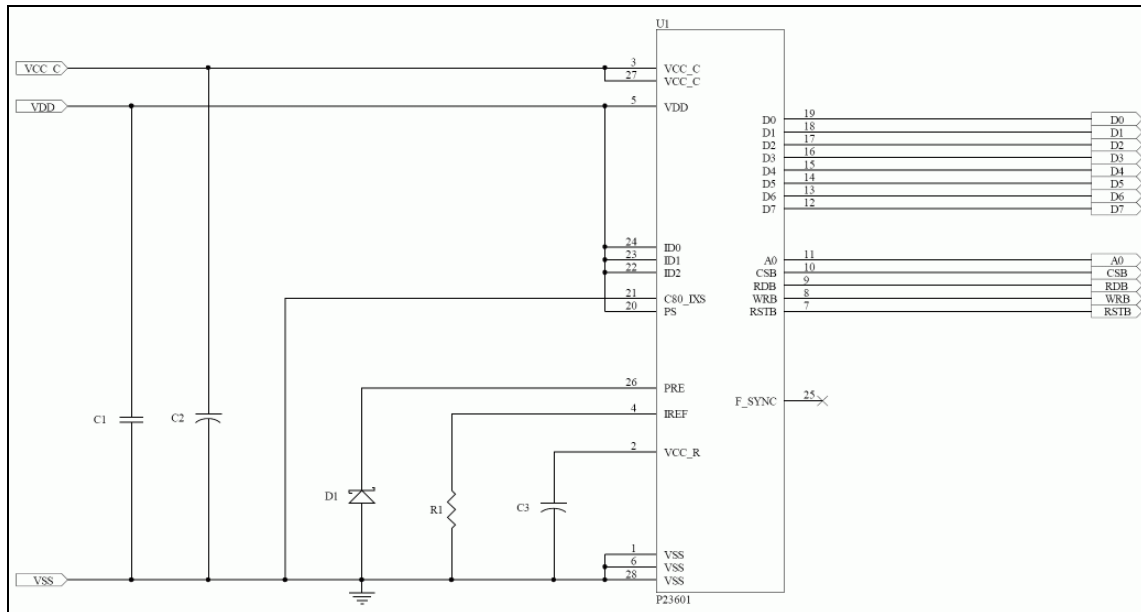 U1
VCC_C
3
VCC_C
27
VCC_C
VDD
5
VDD
D0
19
D0
D1
18
D1
D2
17
D2
D3
16
D3
D4
15
D4
D5
14
D5
D6
13
D6
D7
12
D7
24
ID0
23
ID1
22
ID2
21
C80_IXS
20
PS
A0
11
A0
CSB
10
CSB
RDB
9
RDB
WRB
8
WRB
RSTB
7
RSTB
26
PRE
F_SYNC
25
4
IREF
C1
C2
2
VCC_R
D1
R1
C3
1
VSS
6
VSS
28
VSS
VSS
P23601